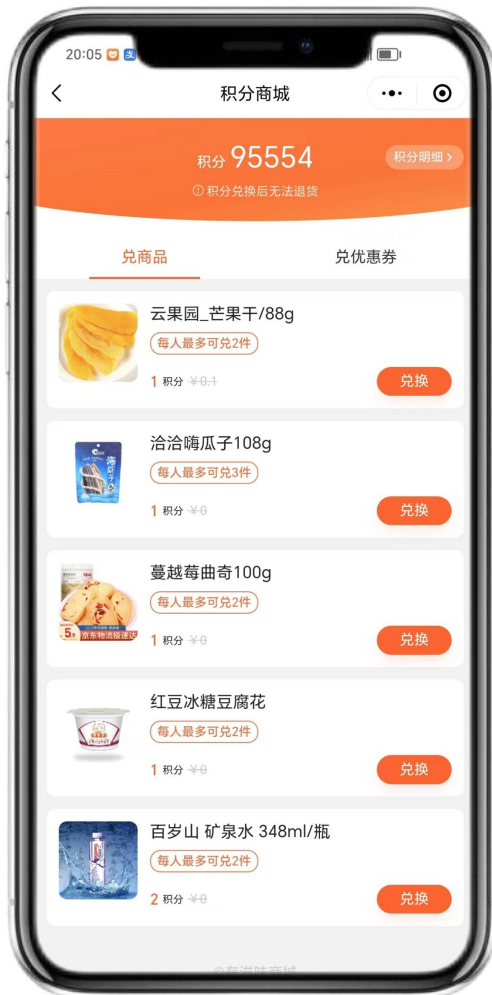 20:05
积分商城
积分 95554
积分明细
积分兑换后无法退货
兑商品
兑优惠券
云果园_芒果干/88g
每人最多可兑2件
1 积分 ¥0.1
兑换
洽洽嗨瓜子108g
每人最多可兑3件
1 积分 ¥0
兑换
蔓越莓曲奇100g
每人最多可兑2件
京东物流极速达
1 积分 ¥0
兑换
红豆冰糖豆腐花
每人最多可兑2件
1 积分 ¥0
兑换
百岁山 矿泉水 348ml/瓶
每人最多可兑2件
2 积分 ¥0
兑换